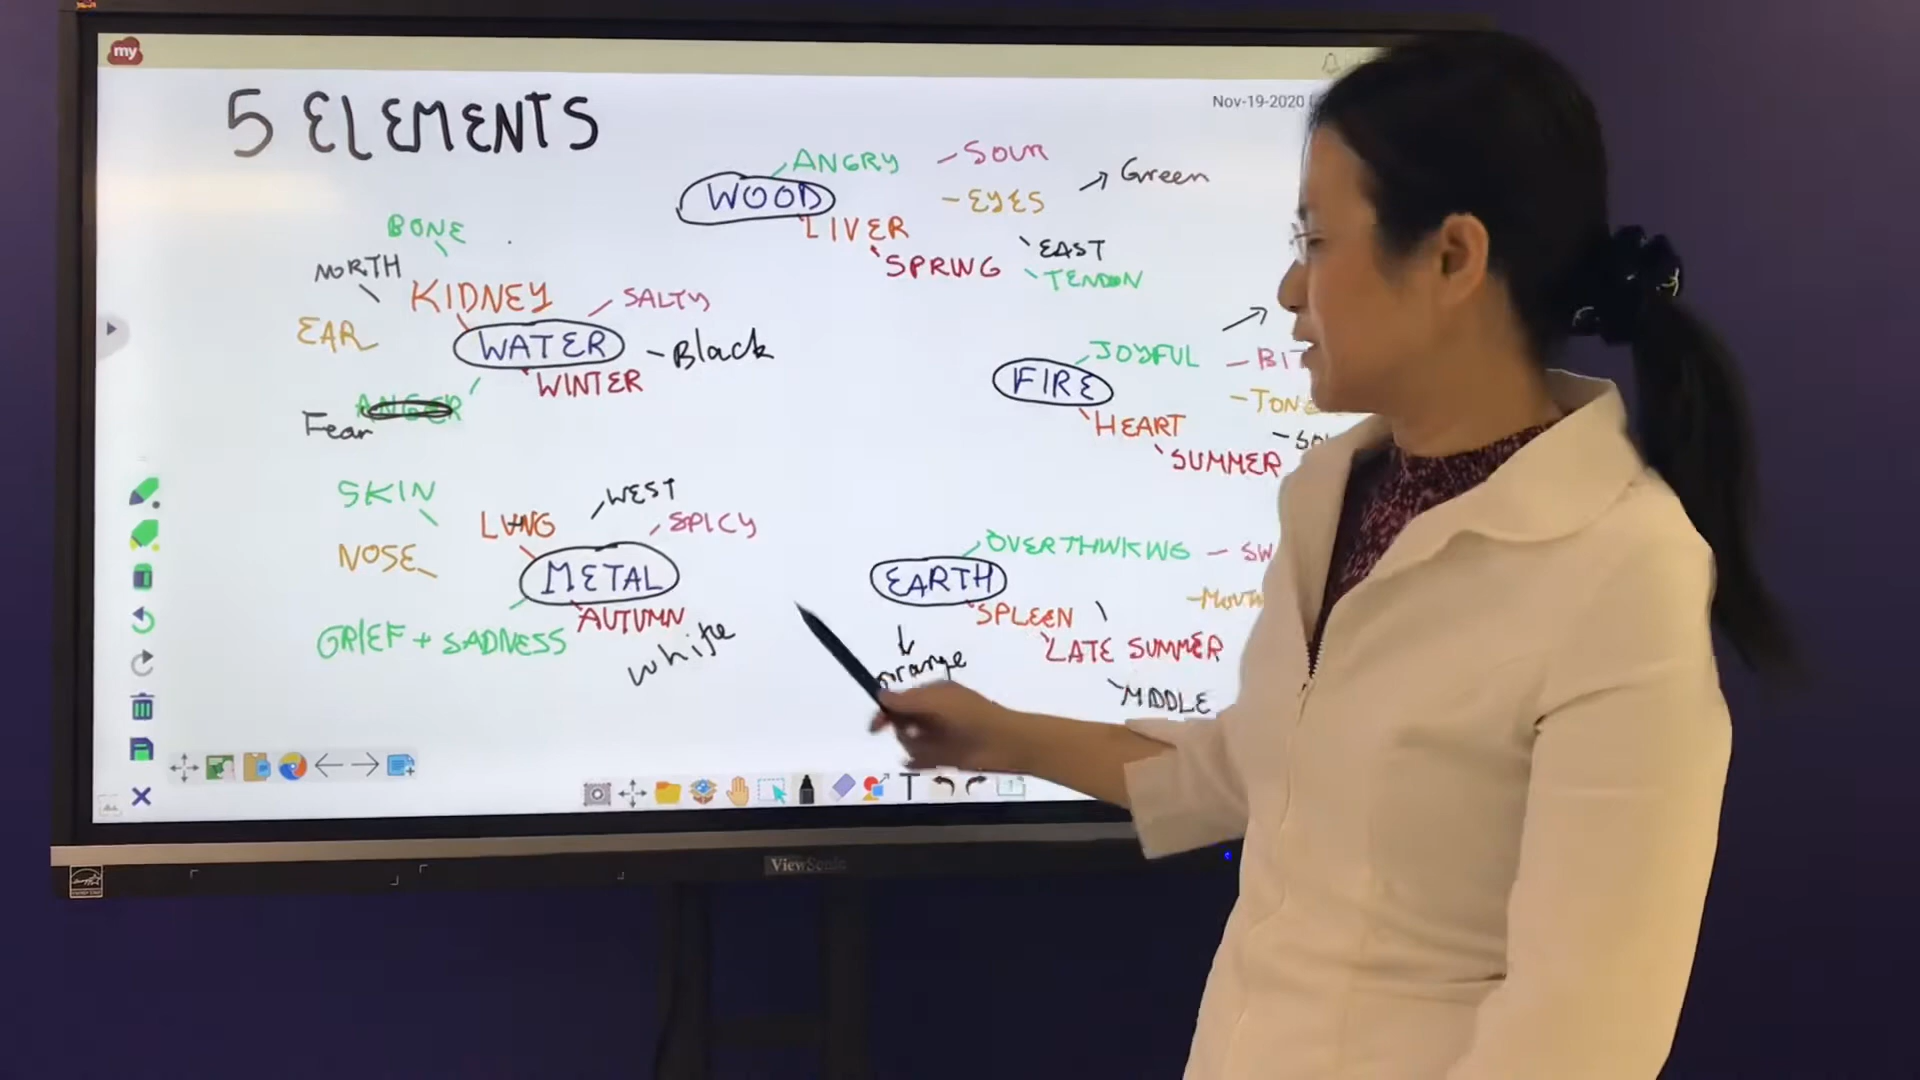 my
Nov-19-2020
5 ELEMENTS
ANGRY
SOUR
Green
WOOD
EYES
LIVER
EAST
SPRING
TENDON
BONE
NORTH
KIDNEY
SALTY
EAR
WATER
Black
WINTER
Fear
JOYFUL
FIRE
HEART
SUMMER
SKIN
WEST
LUNG
SPICY
NOSE
METAL
AUTUMN
GRIEF + SADNESS
white
OVERTHINKING
EARTH
SPLEEN
LATE SUMMER
orange
MIDDLE
T
ViewSonic